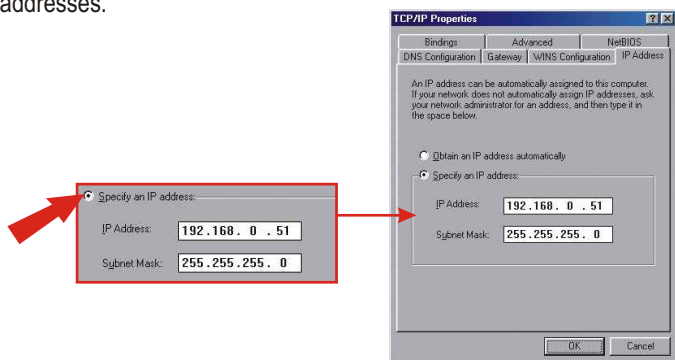 addresses.
TCP/IP Properties
Bindings Advanced NetBIOS
DNS Configuration Gateway WINS Configuration IP Address
An IP address can be automatically assigned to this computer.
If your network does not automatically assign IP addresses, ask
your network administrator for an address, and then type it in
the space below.
Obtain an IP address automatically
Specify an IP address:
IP Address: 192.168. 0 .51
Subnet Mask: 255.255.255. 0
OK Cancel
Specify an IP address:
IP Address: 192.168. 0 .51
Subnet Mask: 255.255.255. 0